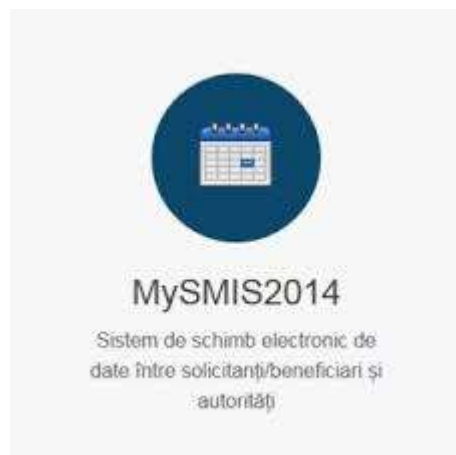 MySMIS2014
Sistem de schimb electronic de
date între solicitanți/beneficiari și
autorități